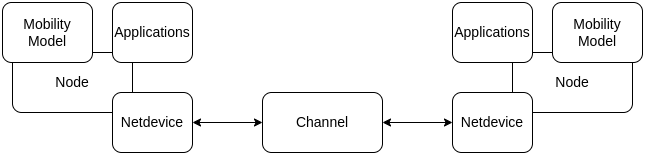 Mobility
Model
Applications
Node
Netdevice
Channel
Applications
Mobility
Model
Node
Netdevice